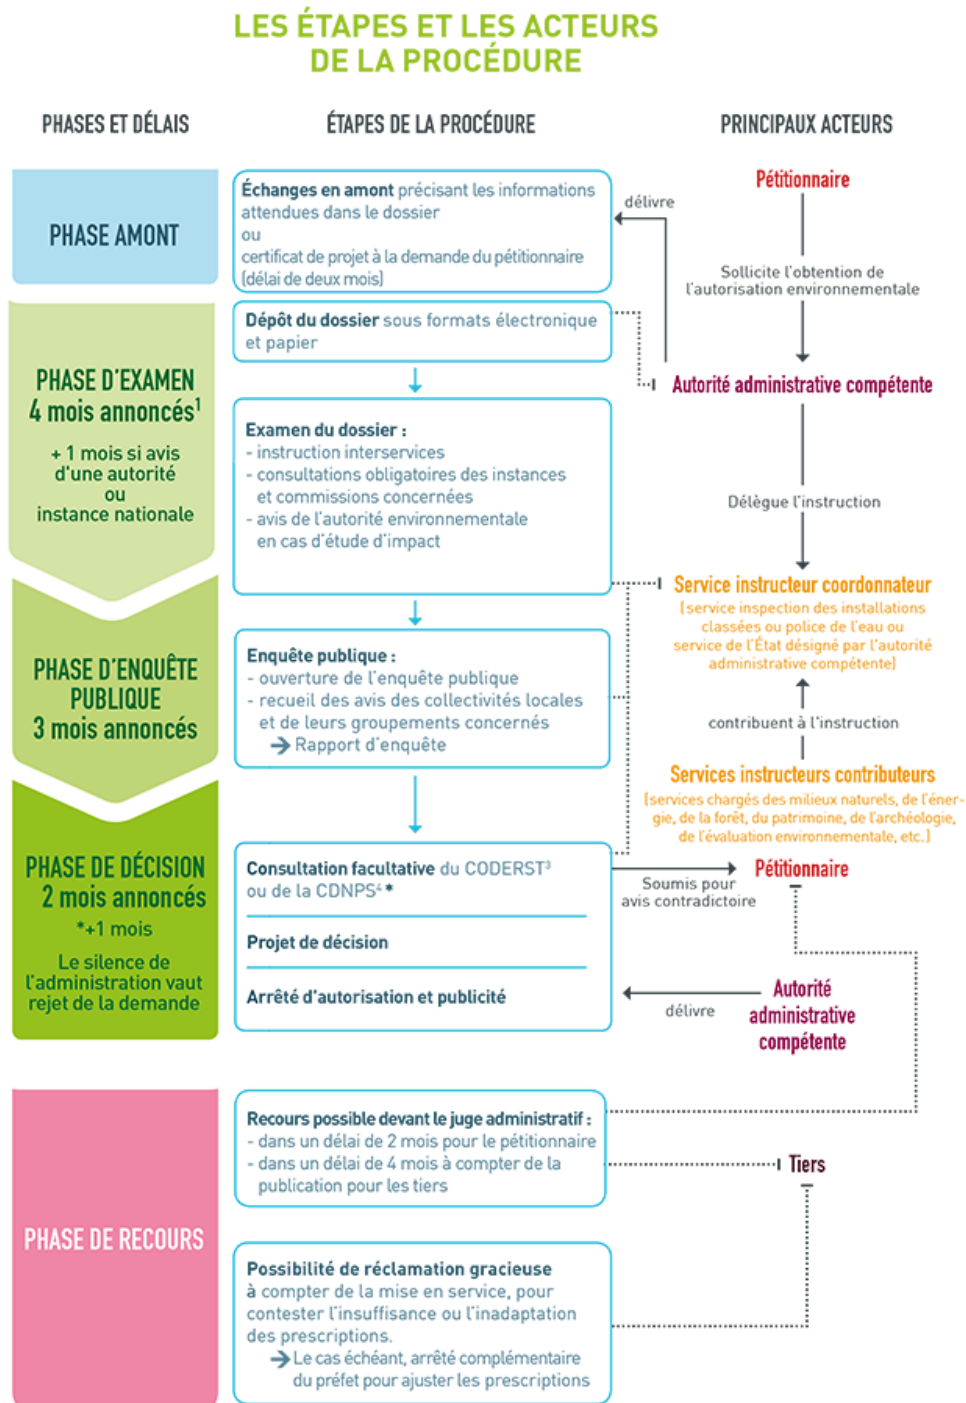 LES ÉTAPES ET LES ACTEURS
DE LA PROCÉDURE
PHASES ET DÉLAIS
ÉTAPES DE LA PROCÉDURE
PRINCIPAUX ACTEURS
PHASE AMONT
Échanges en amont précisant les informations
attendues dans le dossier
ou
certificat de projet à la demande du pétitionnaire
(délai de deux mois)
délivre
Pétitionnaire
Sollicite l'obtention de
l'autorisation environnementale
PHASE D'EXAMEN
4 mois annoncés¹
+ 1 mois si avis
d'une autorité
ou
instance nationale
Dépôt du dossier sous formats électronique
et papier
Autorité administrative compétente
Examen du dossier :
- instruction interservices
- consultations obligatoires des instances
et commissions concernées
- avis de l'autorité environnementale
en cas d'étude d'impact
Délègue l'instruction
Service instructeur coordonnateur
(service inspection des installations
classées ou police de l'eau ou
service de l'État désigné par l'autorité
administrative compétente)
PHASE D'ENQUÊTE
PUBLIQUE
3 mois annoncés
Enquête publique :
- ouverture de l'enquête publique
- recueil des avis des collectivités locales
et de leurs groupements concernés
→ Rapport d'enquête
contribuent à l'instruction
Services instructeurs contributeurs
(services chargés des milieux naturels, de l'éner-
gie, de la forêt, du patrimoine, de l'archéologie,
de l'évaluation environnementale, etc.)
PHASE DE DÉCISION
2 mois annoncés
*+1 mois
Le silence de
l'administration vaut
rejet de la demande
Consultation facultative du CODERST³
ou de la CDNPS⁴ *
Projet de décision
Arrêté d'autorisation et publicité
Soumis pour
avis contradictoire
Pétitionnaire
délivre
Autorité
administrative
compétente
PHASE DE RECOURS
Recours possible devant le juge administratif :
- dans un délai de 2 mois pour le pétitionnaire
- dans un délai de 4 mois à compter de la
publication pour les tiers
Tiers
Possibilité de réclamation gracieuse
à compter de la mise en service, pour
contester l'insuffisance ou l'inadaptation
des prescriptions.
→ Le cas échéant, arrêté complémentaire
du préfet pour ajuster les prescriptions